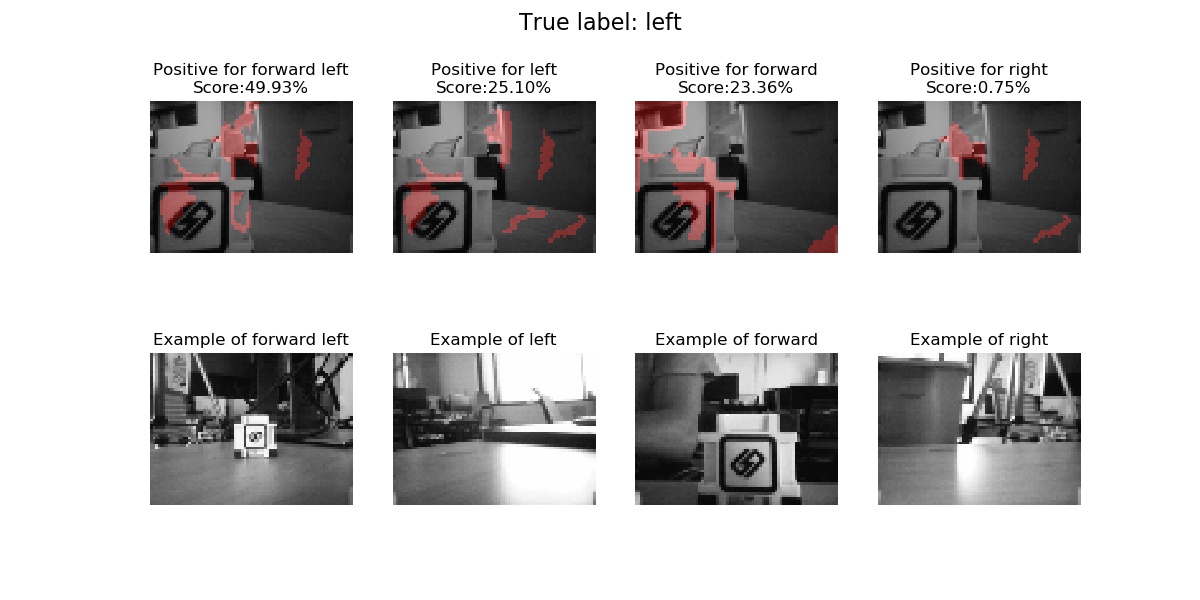 True label: left
Positive for forward left
Score:49.93%
Positive for left
Score:25.10%
Positive for forward
Score:23.36%
Positive for right
Score:0.75%
Example of forward left
Example of left
Example of forward
Example of right